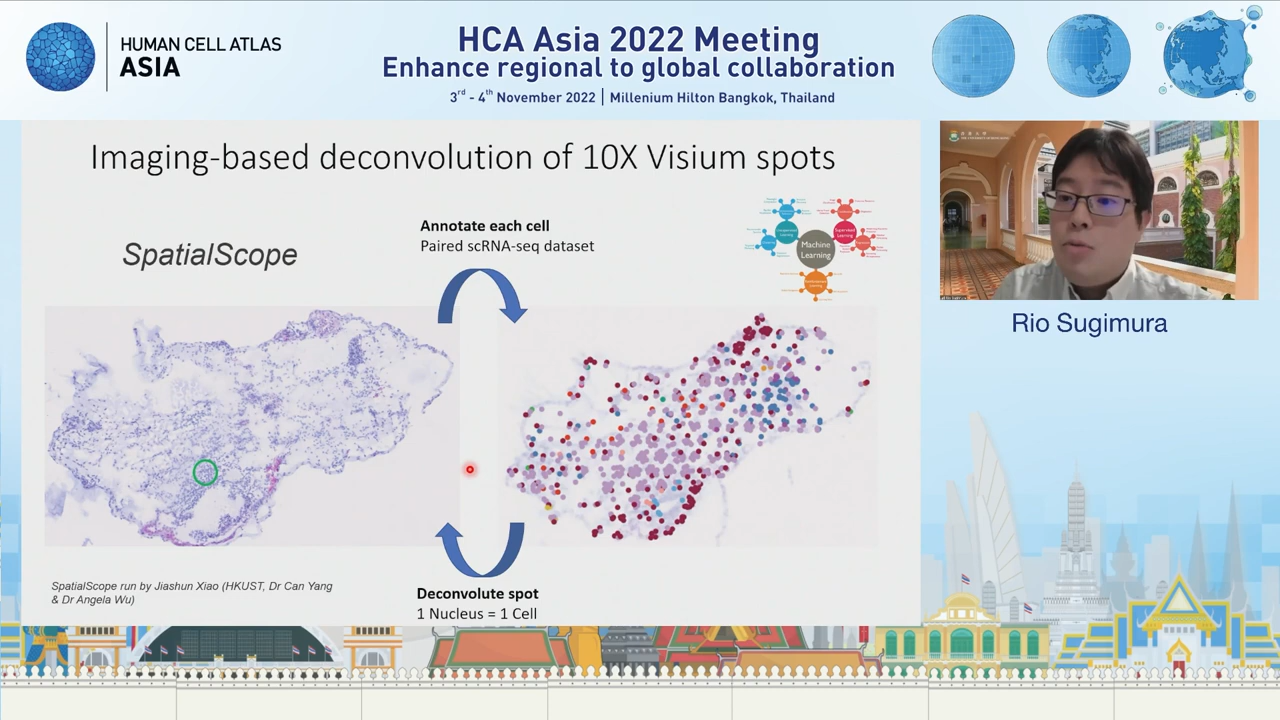 HUMAN CELL ATLAS
ASIA
HCA Asia 2022 Meeting
Enhance regional to global collaboration
3rd - 4th November 2022 | Millenium Hilton Bangkok, Thailand
Imaging-based deconvolution of 10X Visium spots
SpatialScope
Annotate each cell
Paired scRNA-seq dataset
Machine
Learning
Rio Sugimura
SpatialScope run by Jiashun Xiao (HKUST, Dr Can Yang
& Dr Angela Wu)
Deconvolute spot
1 Nucleus = 1 Cell